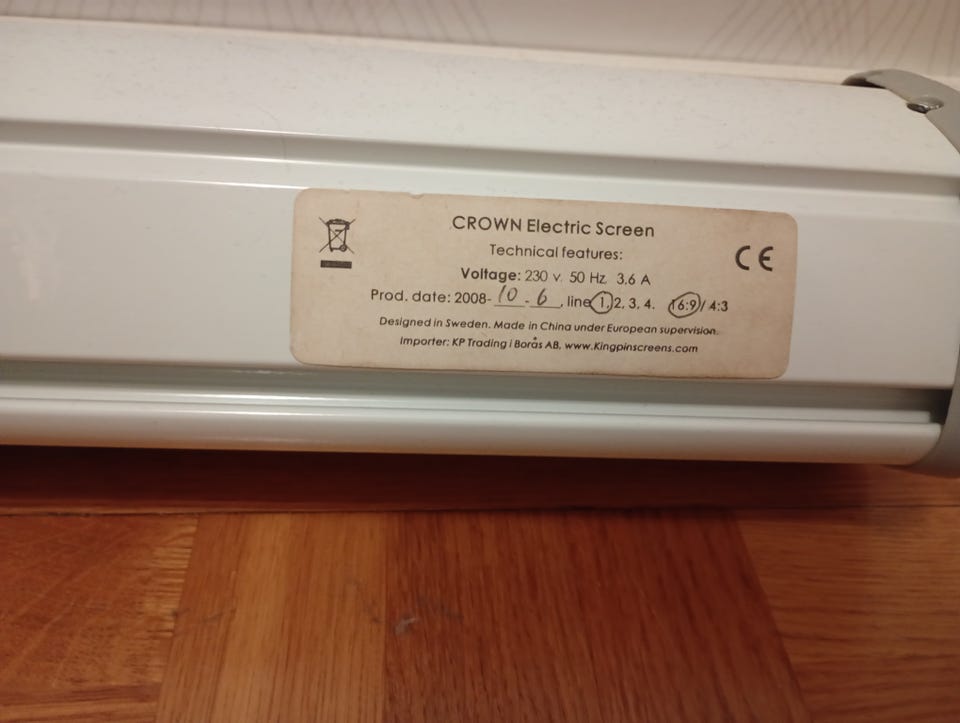 CROWN Electric Screen
Technical features:
CE
Voltage: 230 v. 50 Hz. 3.6 A
Prod. date: 2008-10-6, line 1, 2, 3, 4. 16:9 / 4:3
Designed in Sweden. Made in China under European supervision.
Importer: KP Trading i Borås AB, www.Kingpinscreens.com